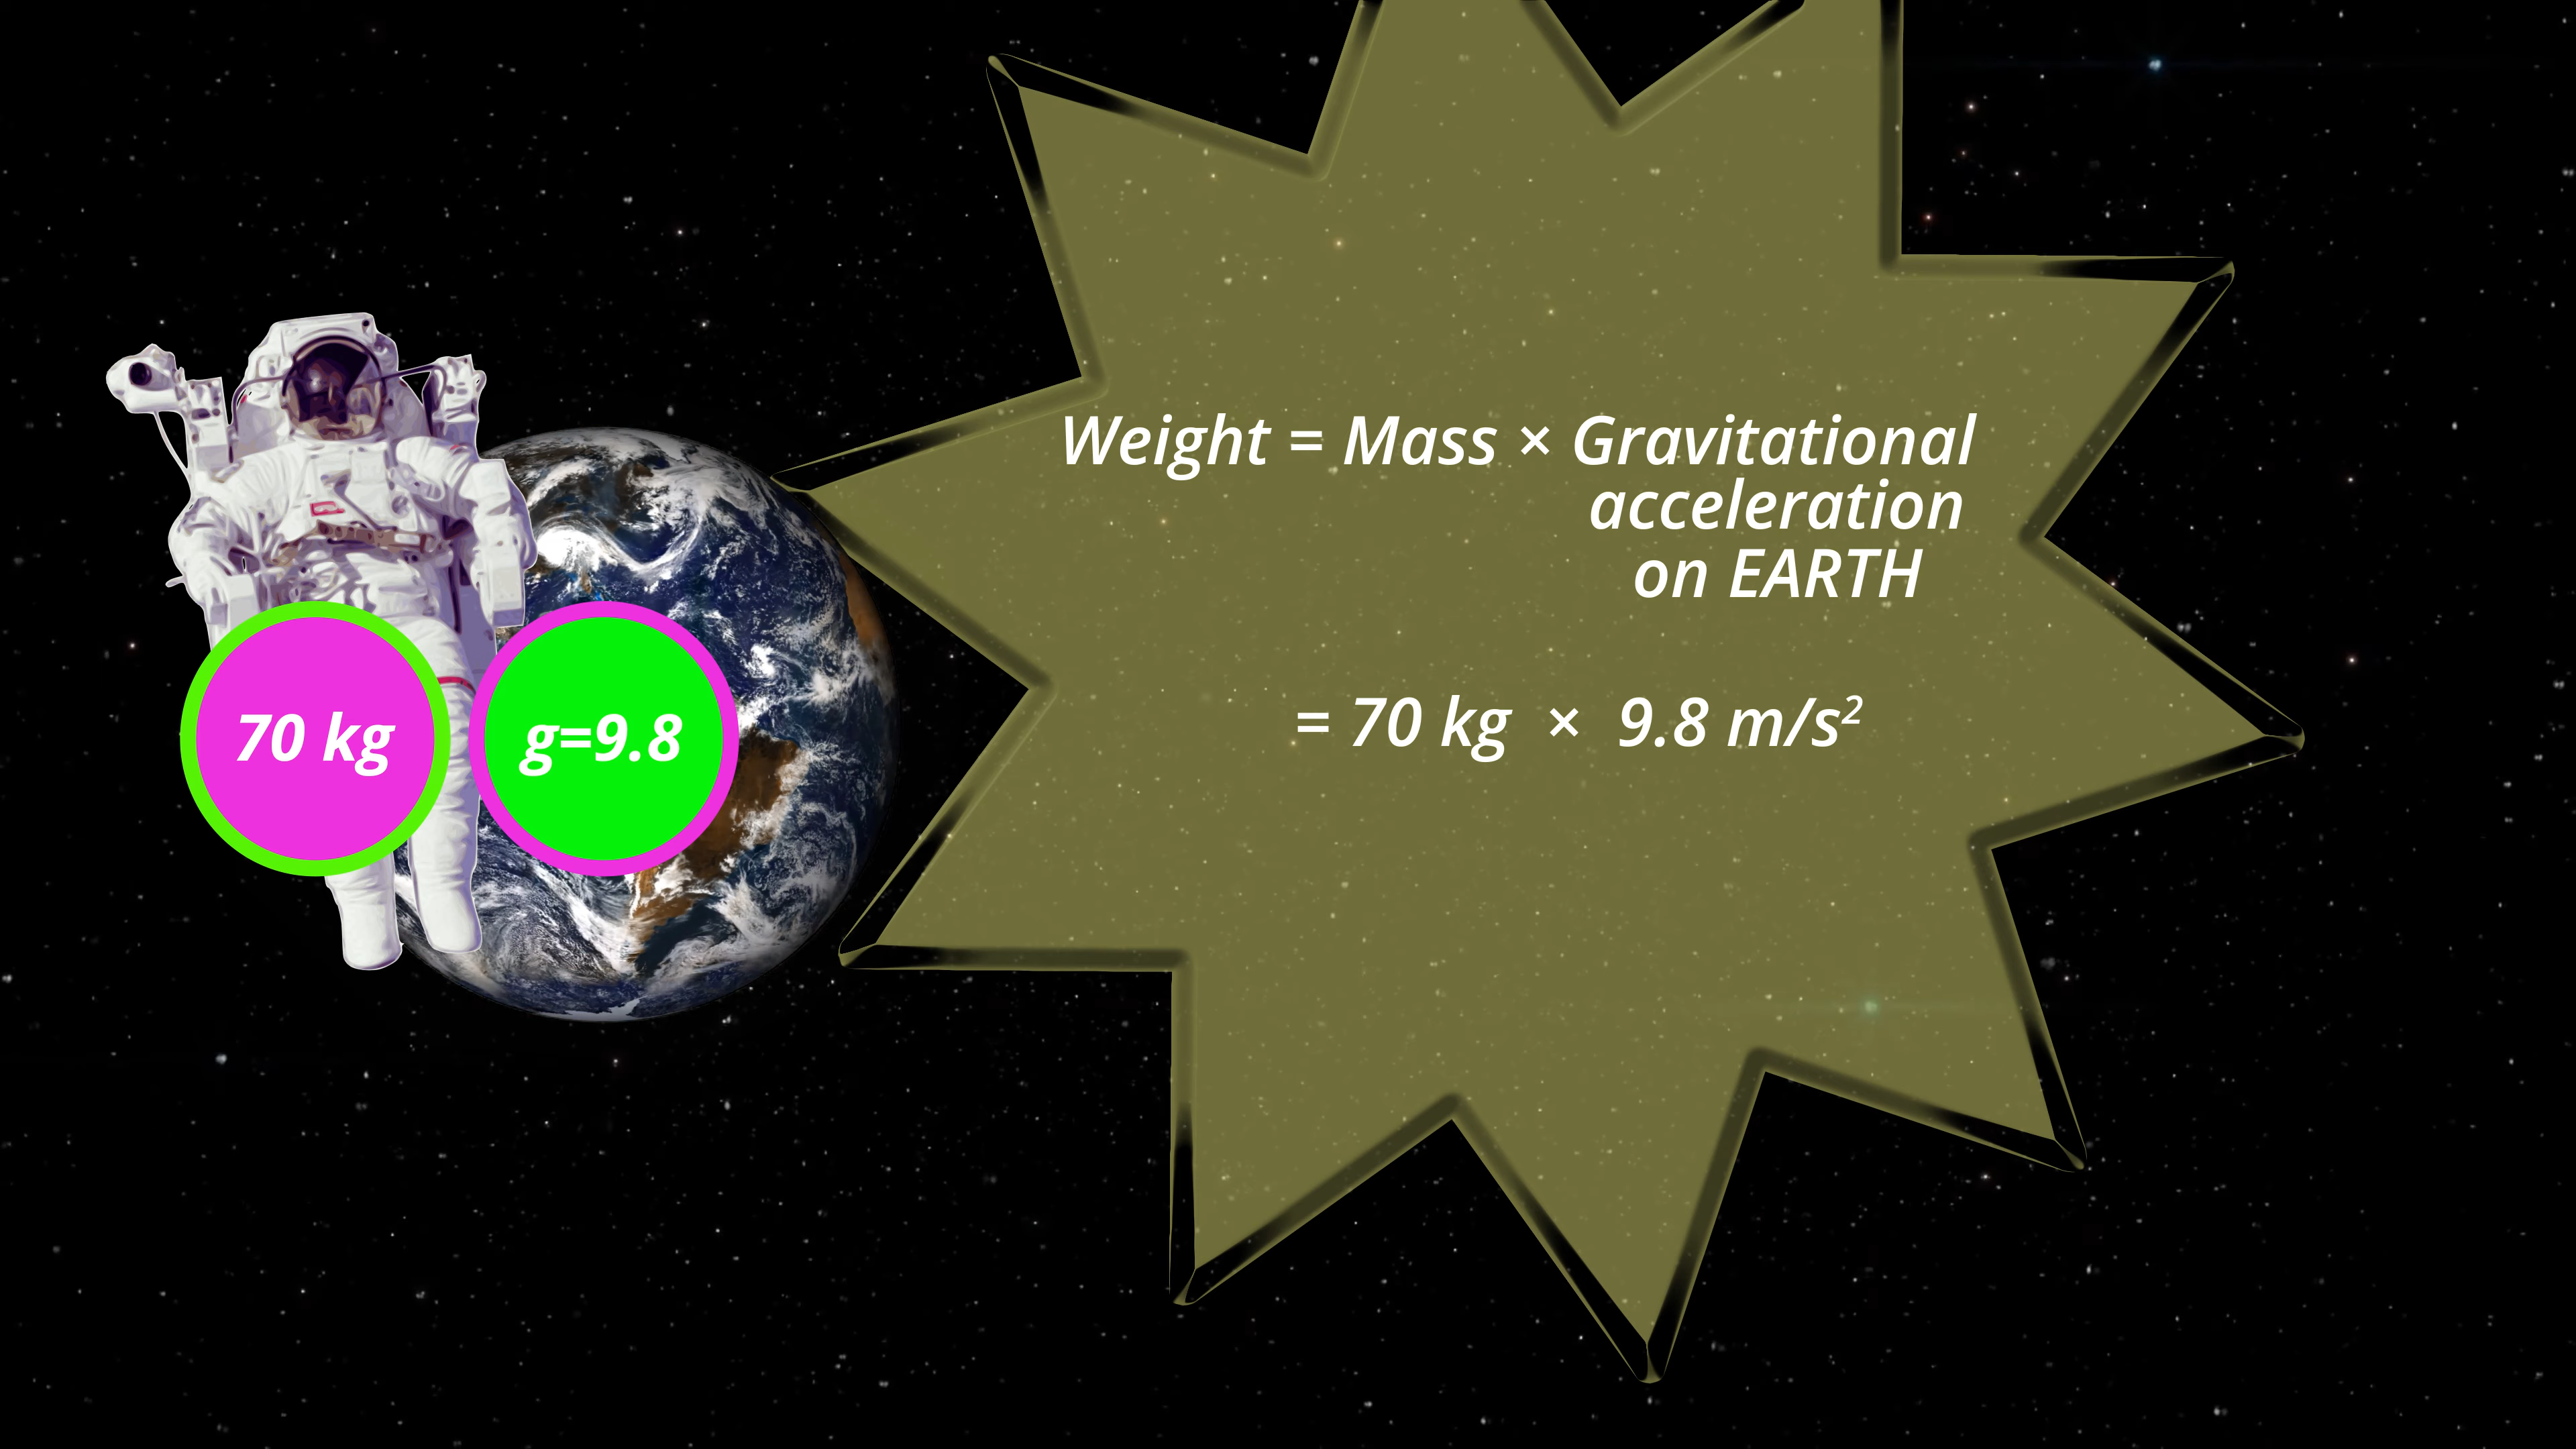 Weight = Mass × Gravitational
acceleration
on EARTH
= 70 kg × 9.8 m/s²
70 kg
g=9.8